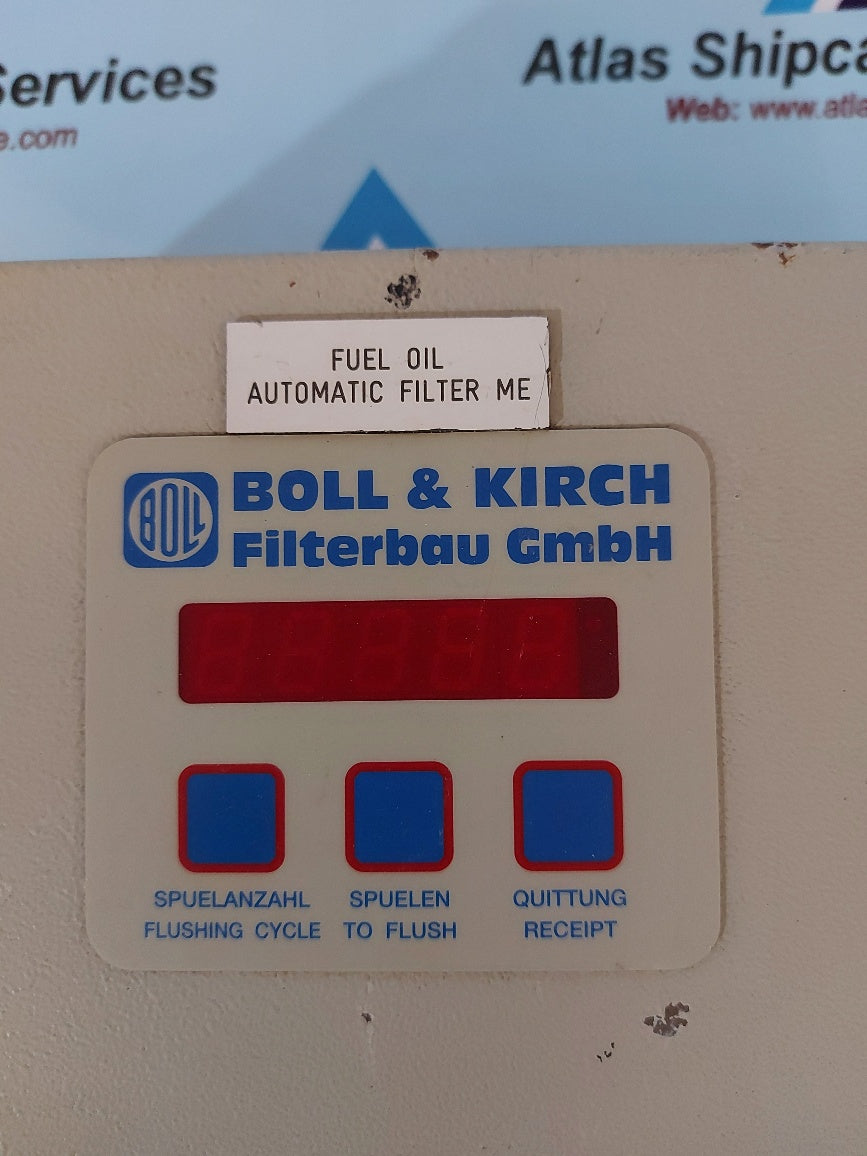 Services
Atlas Shipca
e.com
Web: www.atla
FUEL OIL
AUTOMATIC FILTER ME
BOLL
BOLL & KIRCH
Filterbau GmbH
SPUELANZAHL SPUELEN QUITTUNG
FLUSHING CYCLE TO FLUSH RECEIPT